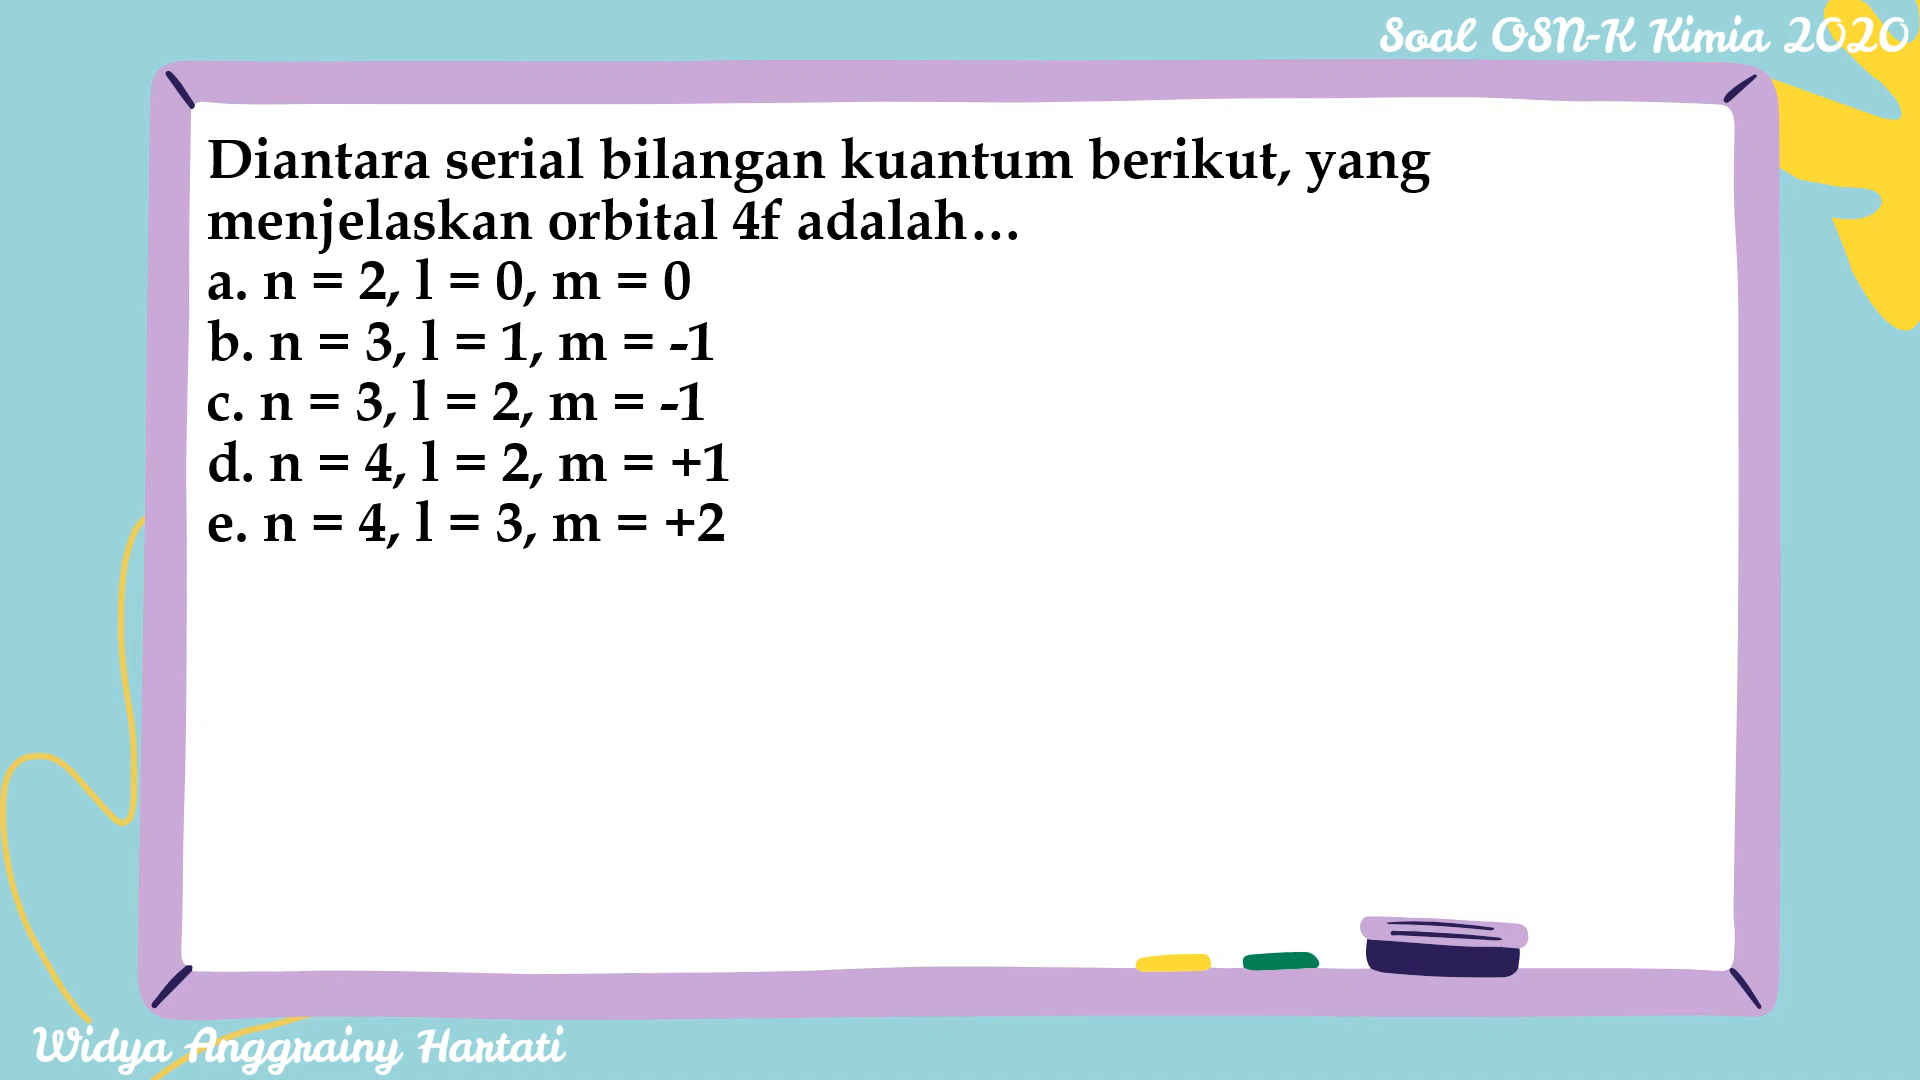 Soal OSN-K Kimia 2020
Diantara serial bilangan kuantum berikut, yang
menjelaskan orbital 4f adalah...
a. n = 2, l = 0, m = 0
b. n = 3, l = 1, m = -1
c. n = 3, l = 2, m = -1
d. n = 4, l = 2, m = +1
e. n = 4, l = 3, m = +2
Widya Anggrainy Hartati